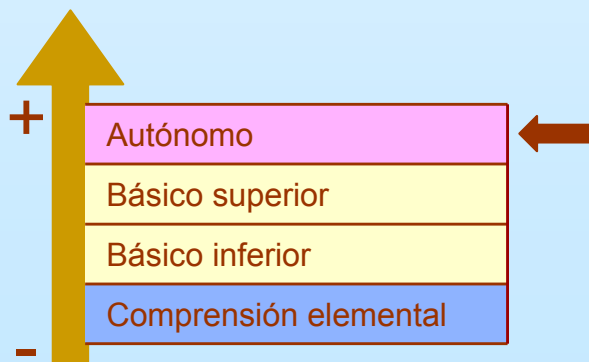 +
Autónomo
Básico superior
Básico inferior
Comprensión elemental
-